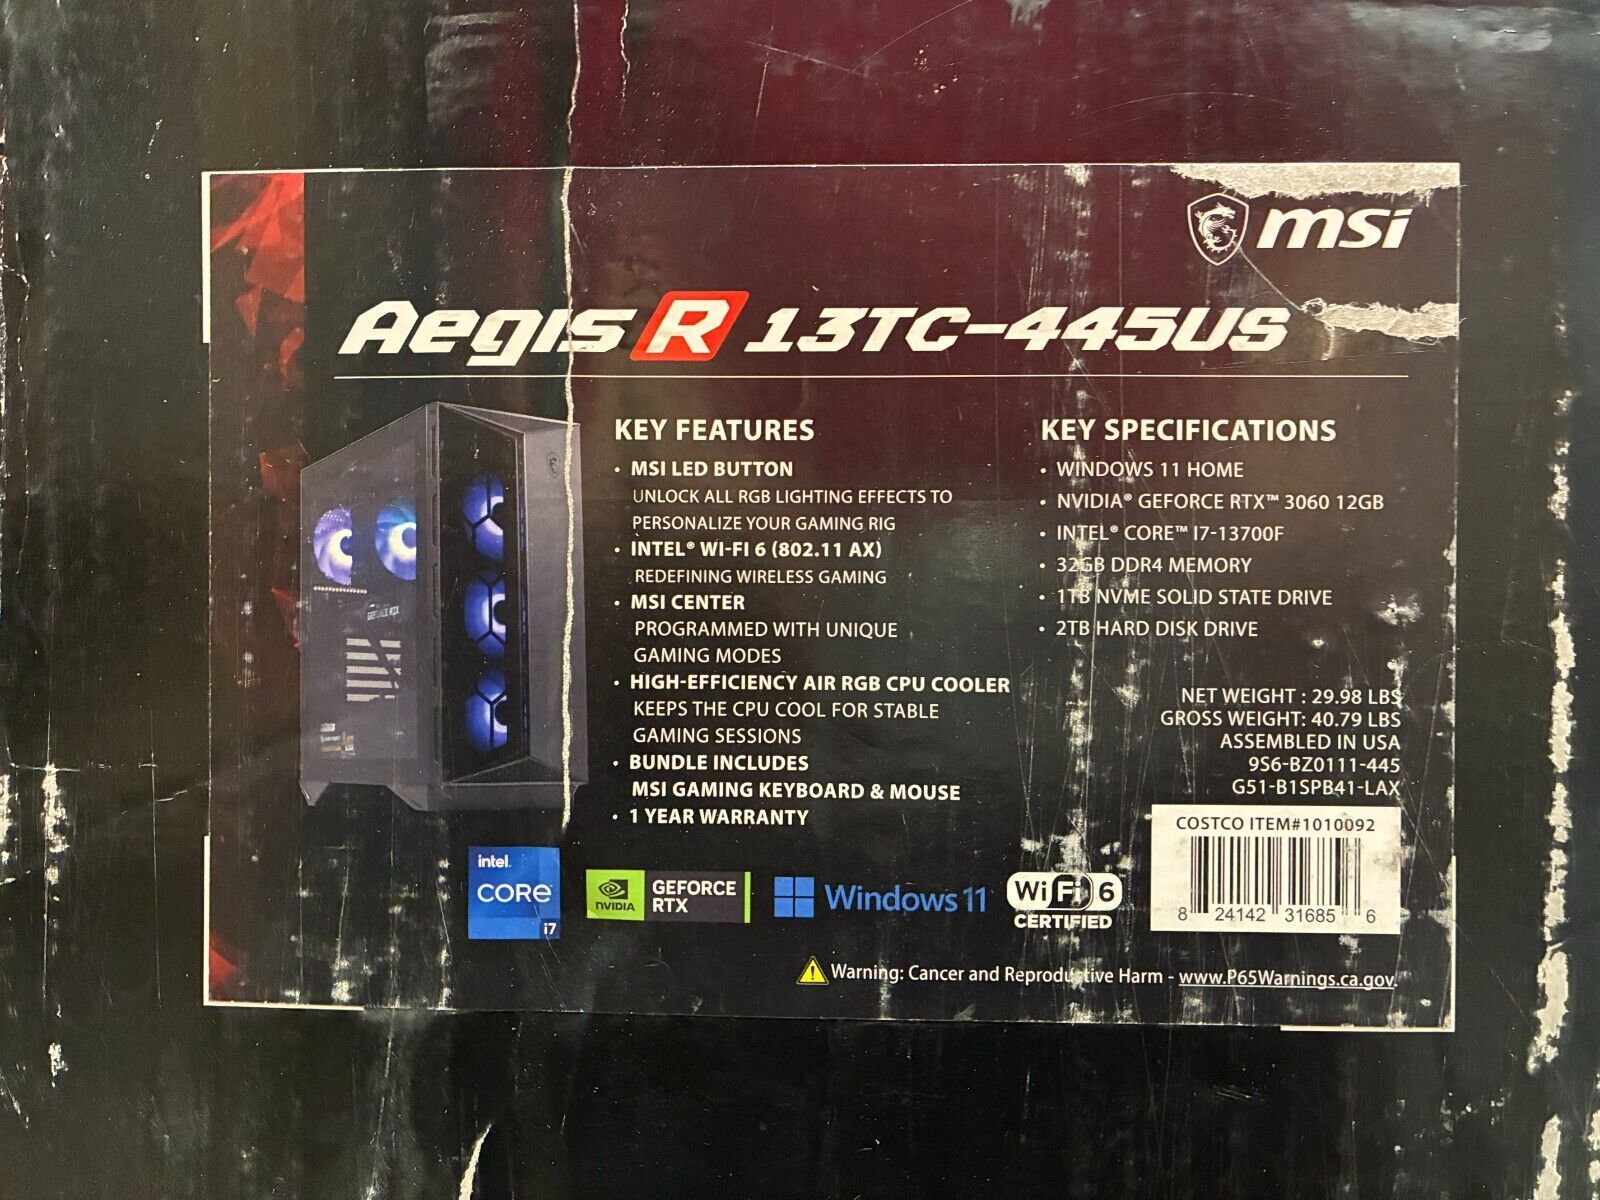 msi
Aegis R 13TC-445US
KEY FEATURES
• MSI LED BUTTON
UNLOCK ALL RGB LIGHTING EFFECTS TO
PERSONALIZE YOUR GAMING RIG
• INTEL® WI-FI 6 (802.11 AX)
REDEFINING WIRELESS GAMING
• MSI CENTER
PROGRAMMED WITH UNIQUE
GAMING MODES
• HIGH-EFFICIENCY AIR RGB CPU COOLER
KEEPS THE CPU COOL FOR STABLE
GAMING SESSIONS
• BUNDLE INCLUDES
MSI GAMING KEYBOARD & MOUSE
• 1 YEAR WARRANTY
KEY SPECIFICATIONS
• WINDOWS 11 HOME
• NVIDIA® GEFORCE RTX™ 3060 12GB
• INTEL® CORE™ I7-13700F
• 32GB DDR4 MEMORY
• 1TB NVME SOLID STATE DRIVE
• 2TB HARD DISK DRIVE
NET WEIGHT : 29.98 LBS
GROSS WEIGHT: 40.79 LBS
ASSEMBLED IN USA
9S6-BZ0111-445
G51-B1SPB41-LAX
COSTCO ITEM#1010092
8 24142 31685 6
GEFORCE RTX
intel.
CORE
i7
NVIDIA
GEFORCE
RTX
Windows 11
Wi Fi 6
CERTIFIED
Warning: Cancer and Reproductive Harm - www.P65Warnings.ca.gov.